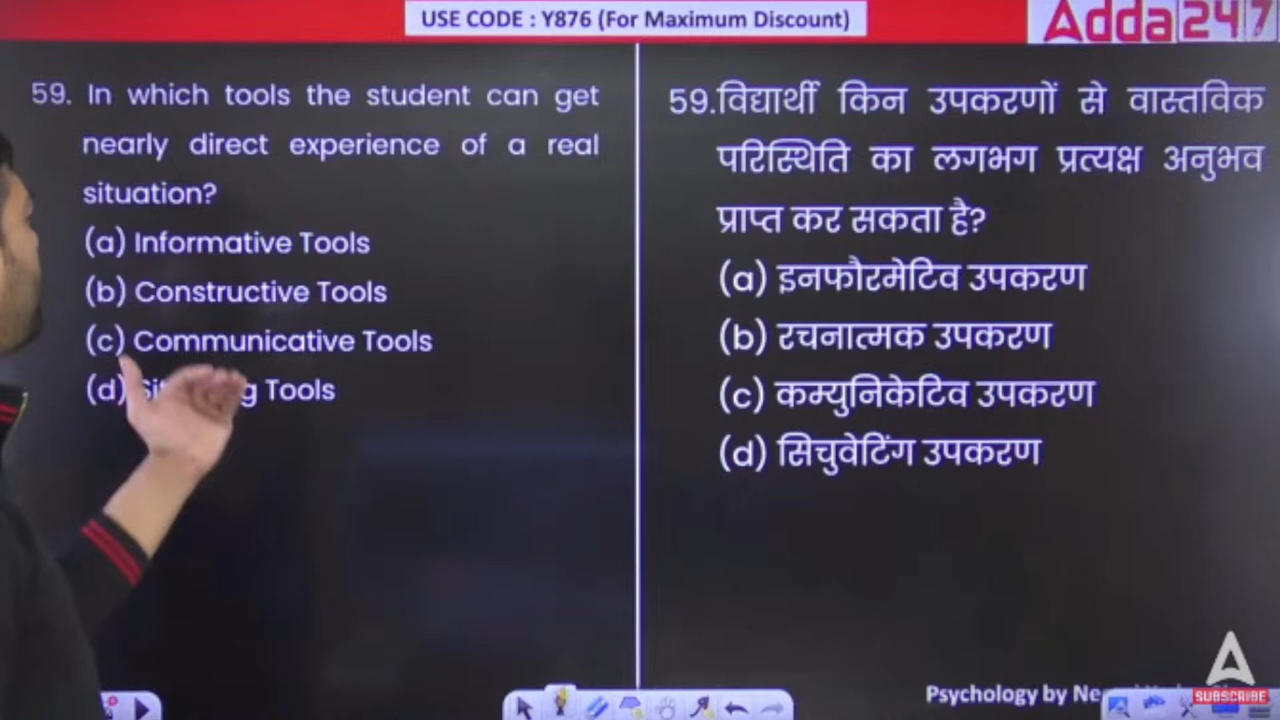 USE CODE : Y876 (For Maximum Discount)
Adda 247
59. In which tools the student can get
nearly direct experience of a real
situation?
(a) Informative Tools
(b) Constructive Tools
(c) Communicative Tools
(d) Tools
59.विद्यार्थी किन उपकरणों से वास्तविक
परिस्थिति का लगभग प्रत्यक्ष अनुभव
प्राप्त कर सकता है?
(a) इनफौरमेटिव उपकरण
(b) रचनात्मक उपकरण
(c) कम्युनिकेटिव उपकरण
(d) सिचुवेटिंग उपकरण
Psychology by
A
SUBSCRIBE